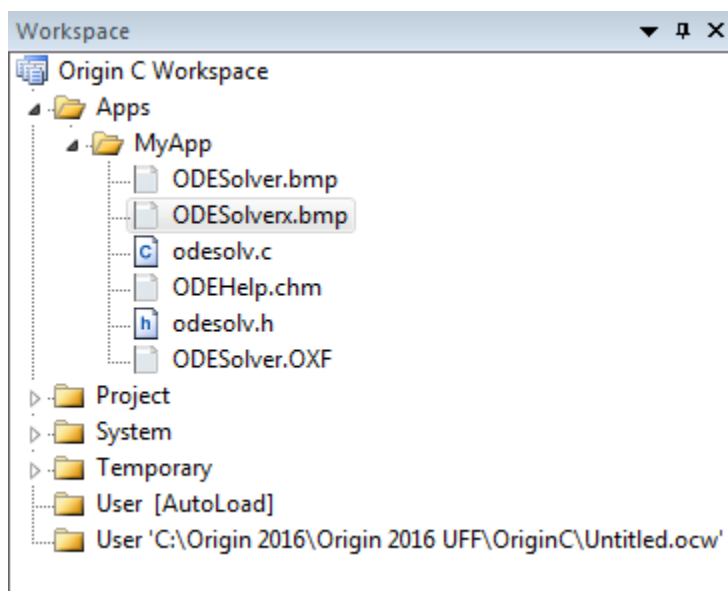 Workspace
Origin C Workspace
Apps
MyApp
ODESolver.bmp
ODESolverx.bmp
C odesolv.c
ODEHelp.chm
h odesolv.h
ODESolver.OXF
Project
System
Temporary
User [AutoLoad]
User 'C:\Origin 2016\Origin 2016 UFF\OriginC\Untitled.ocw'